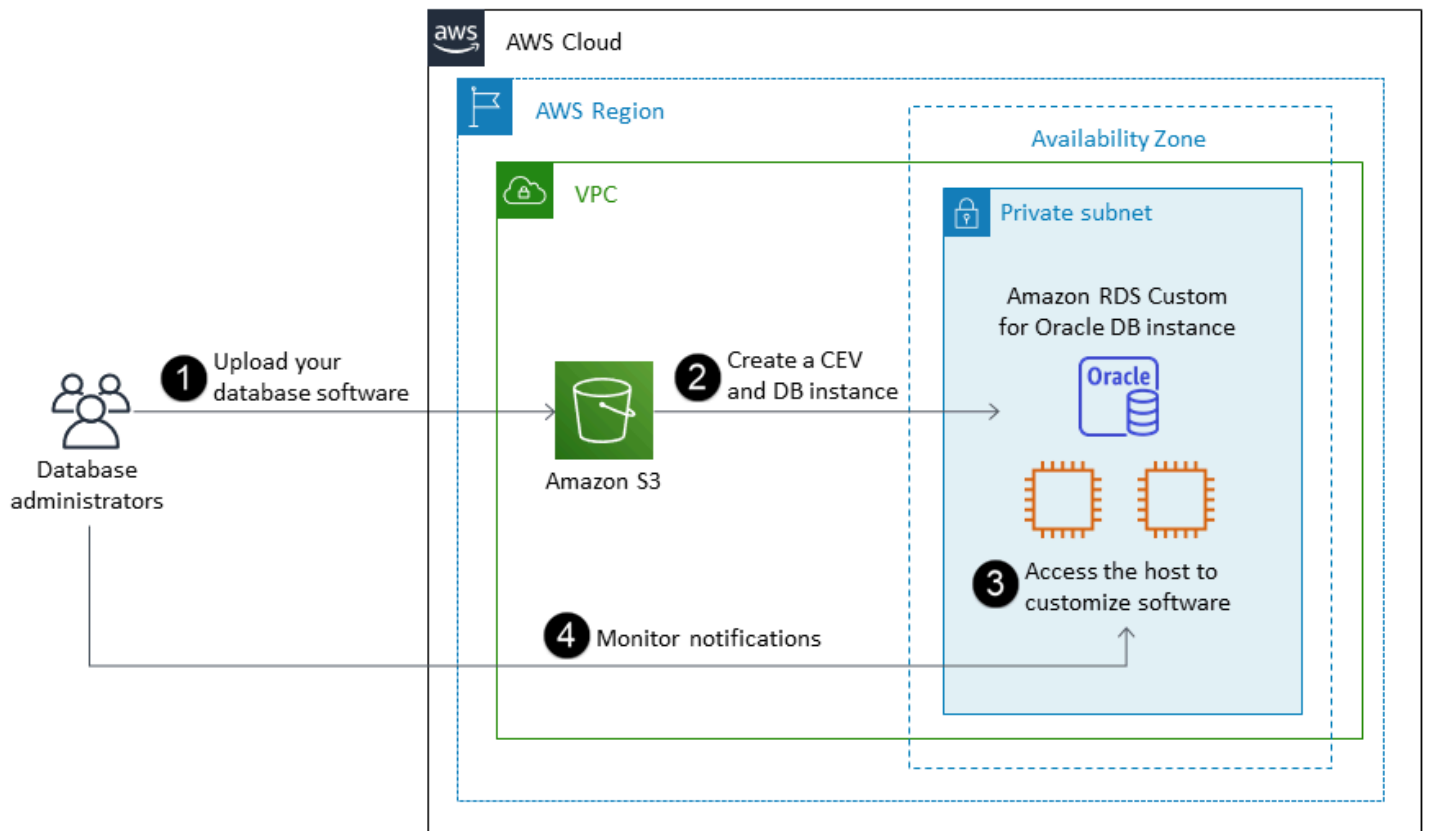 aws
AWS Cloud
AWS Region
Availability Zone
VPC
Private subnet
Amazon RDS Custom
for Oracle DB instance
Oracle
1
Upload your
database software
2
Create a CEV
and DB instance
Database
administrators
Amazon S3
3
Access the host to
customize software
4
Monitor notifications